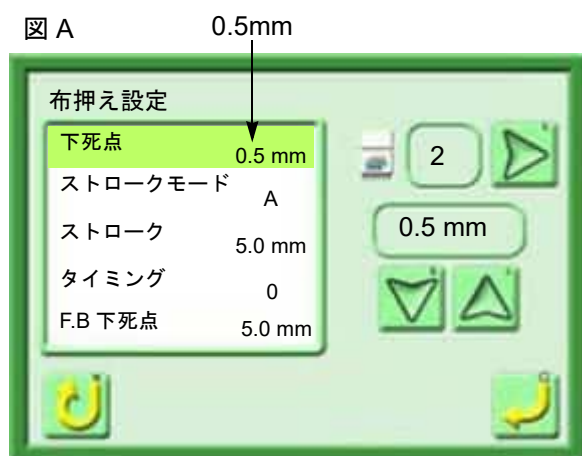 図 A
0.5mm
布押え設定
下死点 0.5 mm
ストロークモード A
ストローク 5.0 mm
タイミング 0
F.B 下死点 5.0 mm
2
0.5 mm